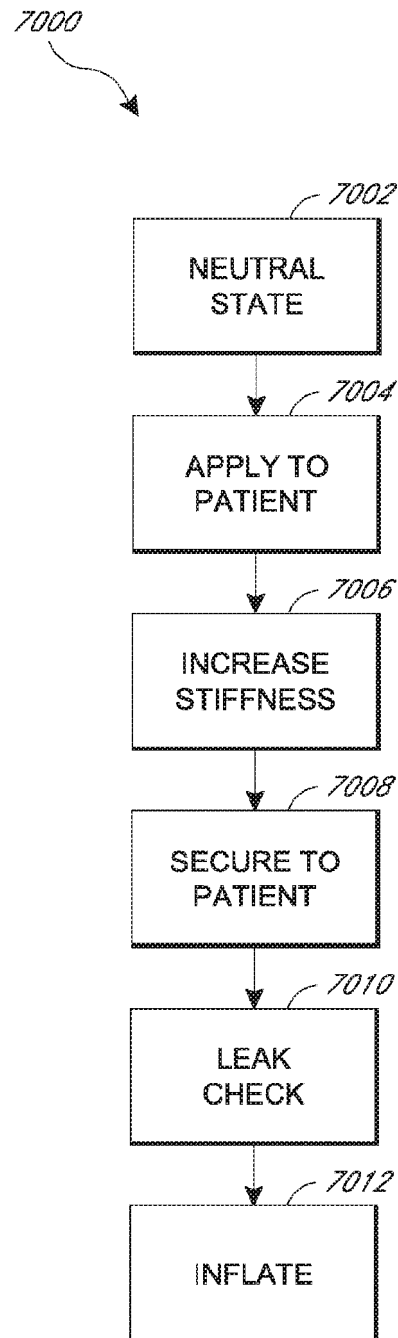 7000
7002
NEUTRAL
STATE
7004
APPLY TO
PATIENT
7006
INCREASE
STIFFNESS
7008
SECURE TO
PATIENT
7010
LEAK
CHECK
7012
INFLATE